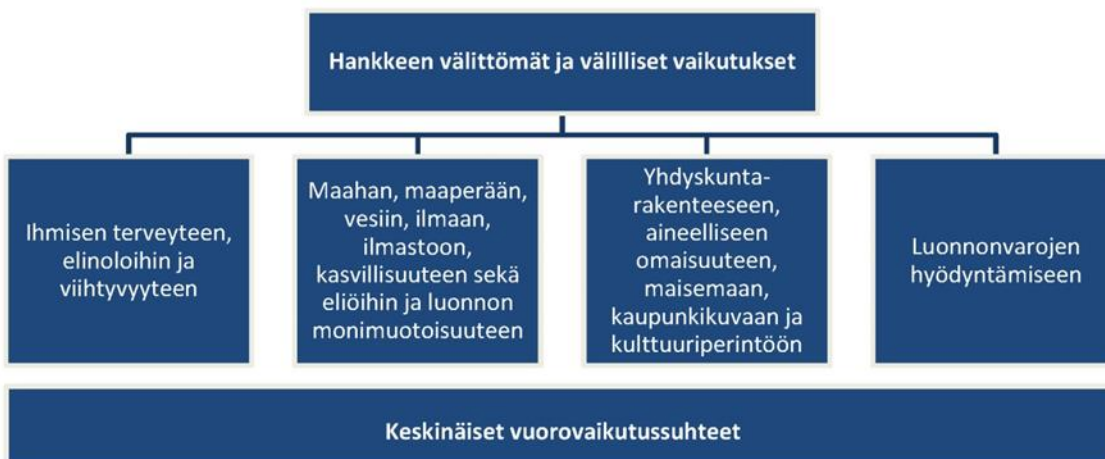 Hankkeen välittömät ja välilliset vaikutukset
Ihmisen terveyteen,
elinoloihin ja
viihtyvyyteen
Maahan, maaperään,
vesiin, ilmaan,
ilmastoon,
kasvillisuuteen sekä
eliöihin ja luonnon
monimuotoisuuteen
Yhdyskunta-
rakenteeseen,
aineelliseen
omaisuuteen,
maisemaan,
kaupunkikuvaan ja
kulttuuriperintöön
Luonnonvarojen
hyödyntämiseen
Keskinäiset vuorovaikutussuhteet